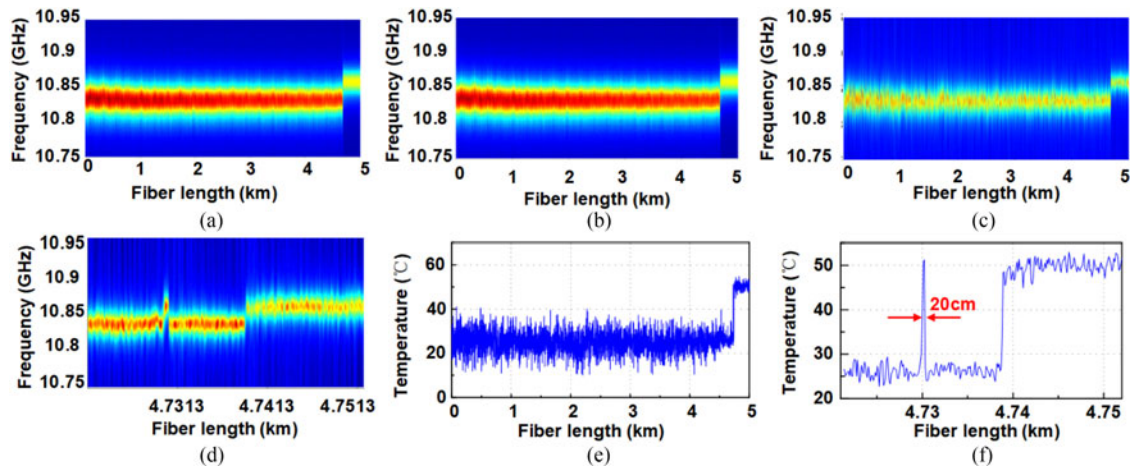 10.95
10.9
10.85
10.8
10.75
Frequency (GHz)
0 1 2 3 4 5
Fiber length (km)
(a)
10.95
10.9
10.85
10.8
10.75
Frequency (GHz)
0 1 2 3 4 5
Fiber length (km)
(b)
10.95
10.9
10.85
10.8
10.75
Frequency (GHz)
0 1 2 3 4 5
Fiber length (km)
(c)
10.95
10.9
10.85
10.8
10.75
Frequency (GHz)
4.7313 4.7413 4.7513
Fiber length (km)
(d)
60
40
20
0
Temperature (℃)
0 1 2 3 4 5
Fiber length (km)
(e)
50
40
30
20
Temperature (℃)
20cm
4.73 4.74 4.75
Fiber length (km)
(f)